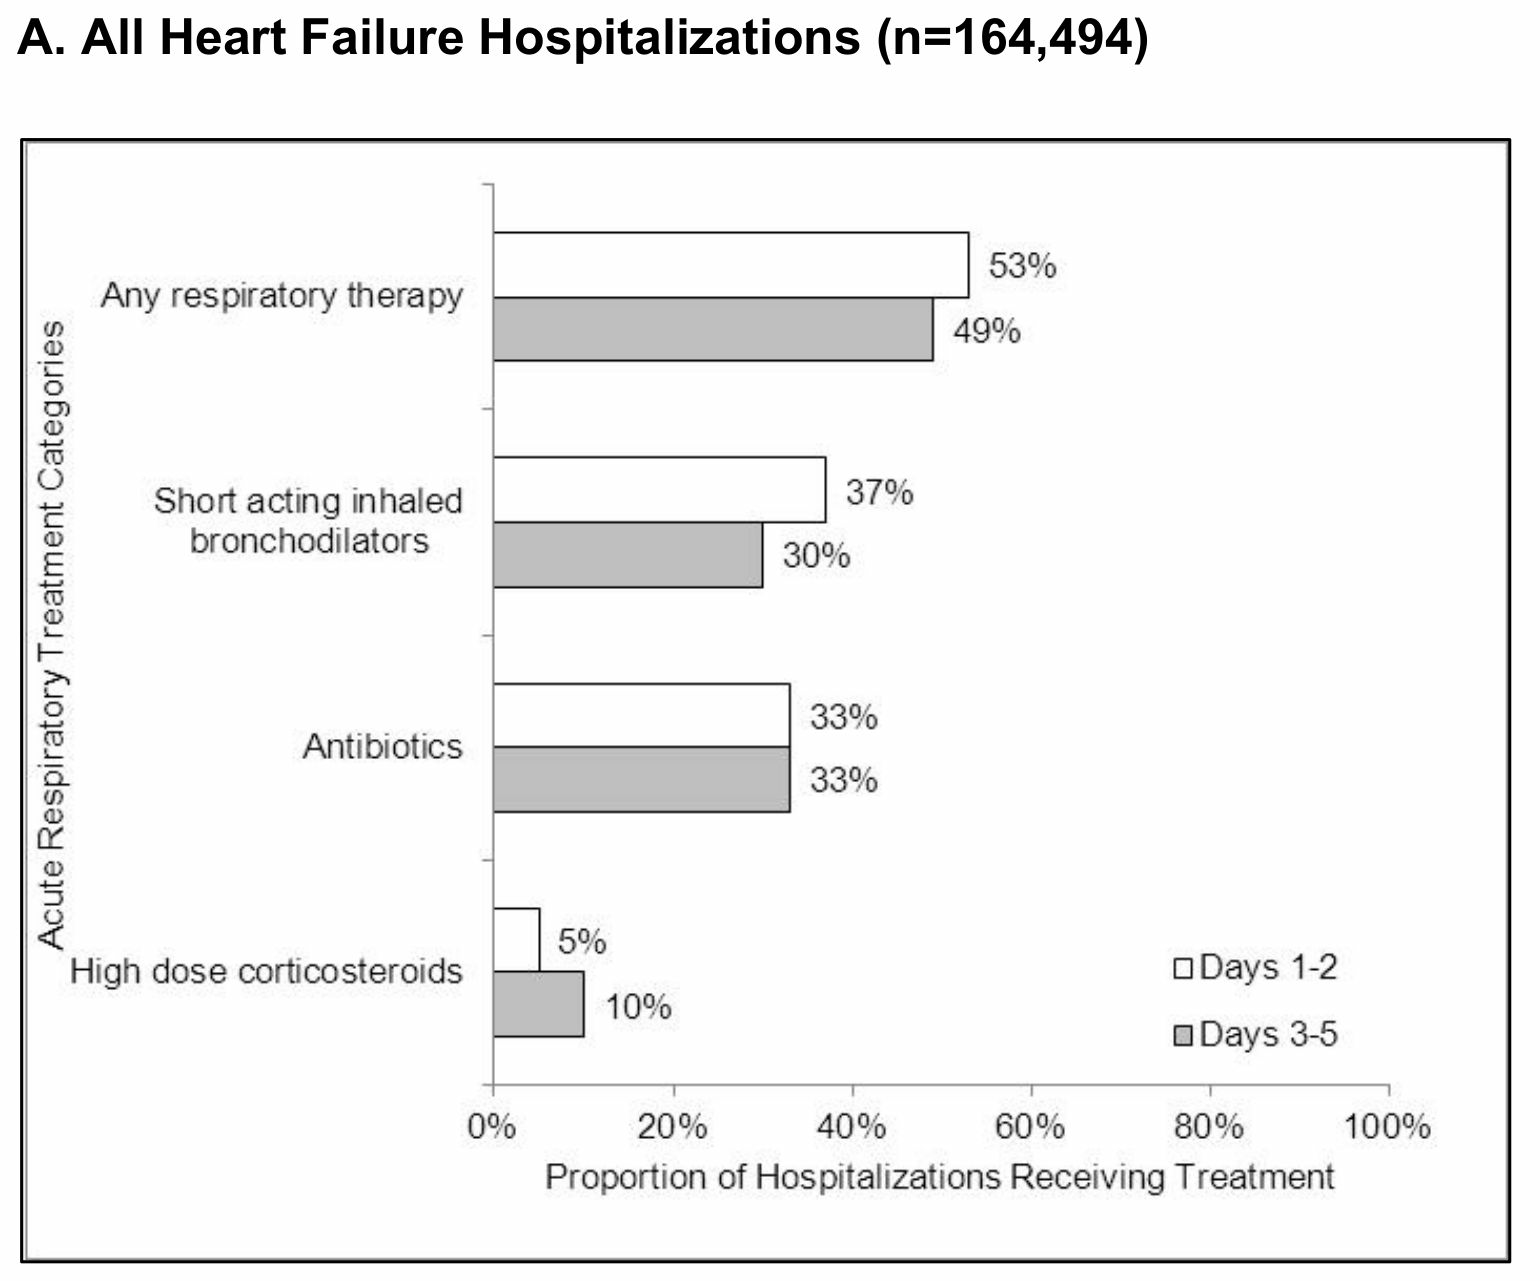 A. All Heart Failure Hospitalizations (n=164,494)
Acute Respiratory Treatment Categories
Any respiratory therapy
53%
49%
Short acting inhaled
bronchodilators
37%
30%
Antibiotics
33%
33%
High dose corticosteroids
5%
10%
Days 1-2
Days 3-5
0% 20% 40% 60% 80% 100%
Proportion of Hospitalizations Receiving Treatment